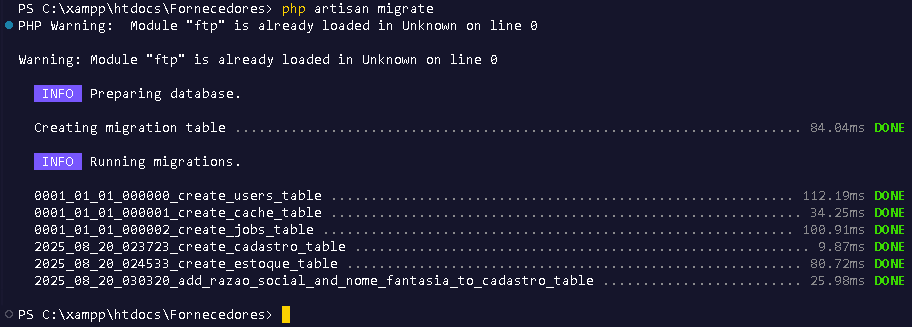 PS C:\xampp\htdocs\Fornecedores> php artisan migrate
PHP Warning:  Module "ftp" is already loaded in Unknown on line 0
Warning: Module "ftp" is already loaded in Unknown on line 0
INFO  Preparing database.
Creating migration table ....................................................................... 84.04ms DONE
INFO  Running migrations.
0001_01_01_000000_create_users_table ........................................................... 112.19ms DONE
0001_01_01_000001_create_cache_table ............................................................ 34.25ms DONE
0001_01_01_000002_create_jobs_table ............................................................ 100.91ms DONE
2025_08_20_023723_create_cadastro_table .......................................................... 9.87ms DONE
2025_08_20_024533_create_estoque_table .......................................................... 80.72ms DONE
2025_08_20_030320_add_razao_social_and_nome_fantasia_to_cadastro_table .......................... 25.98ms DONE
PS C:\xampp\htdocs\Fornecedores>